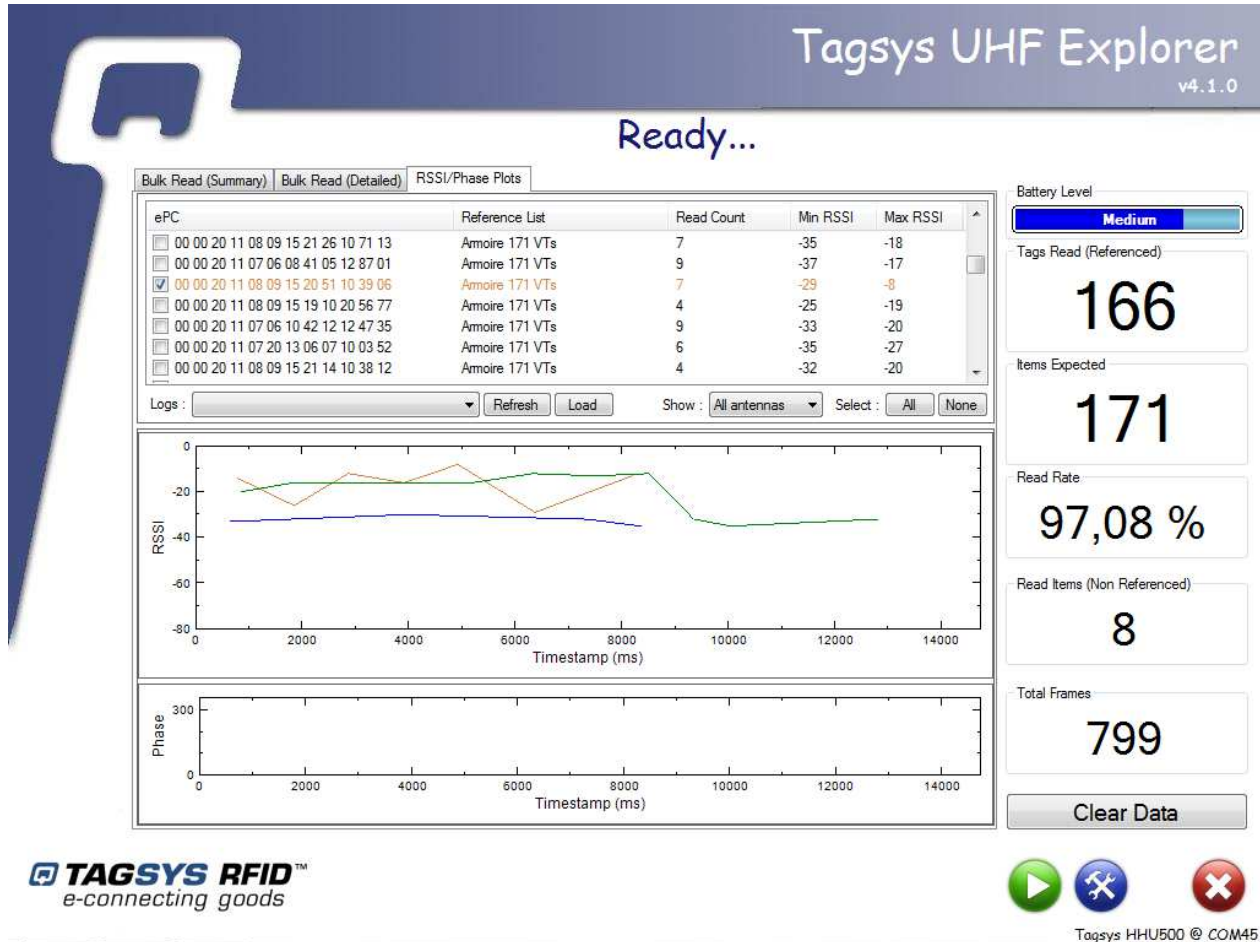 Tagsys UHF Explorer
v4.1.0
Ready...
Bulk Read (Summary) Bulk Read (Detailed) RSSI/Phase Plots
ePC Reference List Read Count Min RSSI Max RSSI
00 00 20 11 08 09 15 21 26 10 71 13 Armoire 171 VTs 7 -35 -18
00 00 20 11 07 06 08 41 05 12 87 01 Armoire 171 VTs 9 -37 -17
00 00 20 11 08 09 15 20 51 10 39 06 Armoire 171 VTs 7 -29 -8
00 00 20 11 08 09 15 19 10 20 56 77 Armoire 171 VTs 4 -25 -19
00 00 20 11 07 06 10 42 12 12 47 35 Armoire 171 VTs 9 -33 -20
00 00 20 11 07 20 13 06 07 10 03 52 Armoire 171 VTs 6 -35 -27
00 00 20 11 08 09 15 21 14 10 38 12 Armoire 171 VTs 4 -32 -20
Logs : Refresh Load Show : All antennas Select : All None
0
-20
-40
-60
-80
RSSI
0 2000 4000 6000 8000 10000 12000 14000
Timestamp (ms)
300
0
Phase
0 2000 4000 6000 8000 10000 12000 14000
Timestamp (ms)
Battery Level
Medium
Tags Read (Referenced)
166
Items Expected
171
Read Rate
97,08 %
Read Items (Non Referenced)
8
Total Frames
799
Clear Data
TAGSYS RFID™
e-connecting goods
Tagsys HHU500 @ COM45